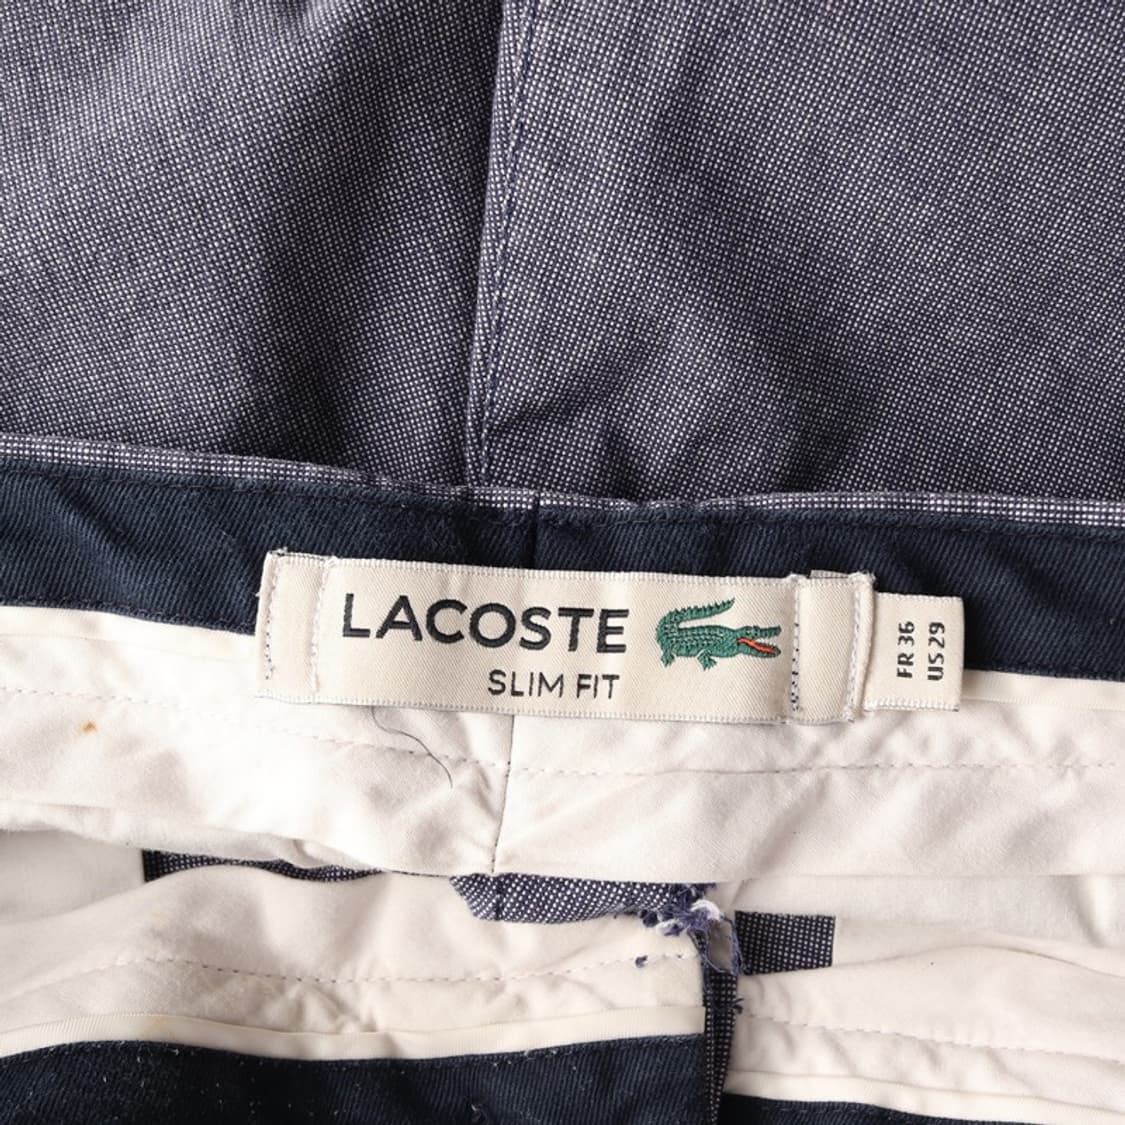 LACOSTE
SLIM FIT
FR 36
US 29